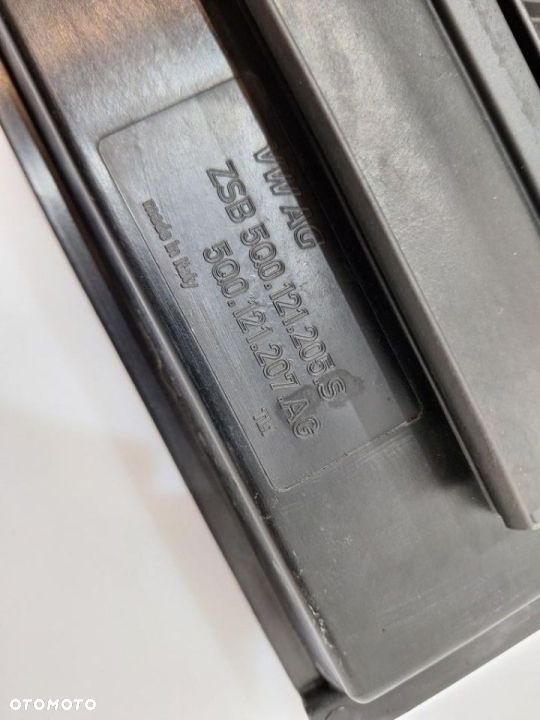 VW AG
ZSB 5Q0.121.205.S
5Q0.121.207.AG
made in Italy
OTOMOTO